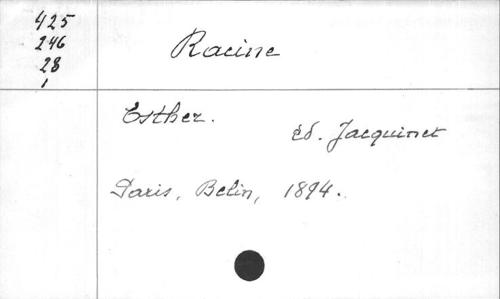 425
246
28
1
Racine
Esther.
éd. Jacquinet
Paris, Belin, 1894.